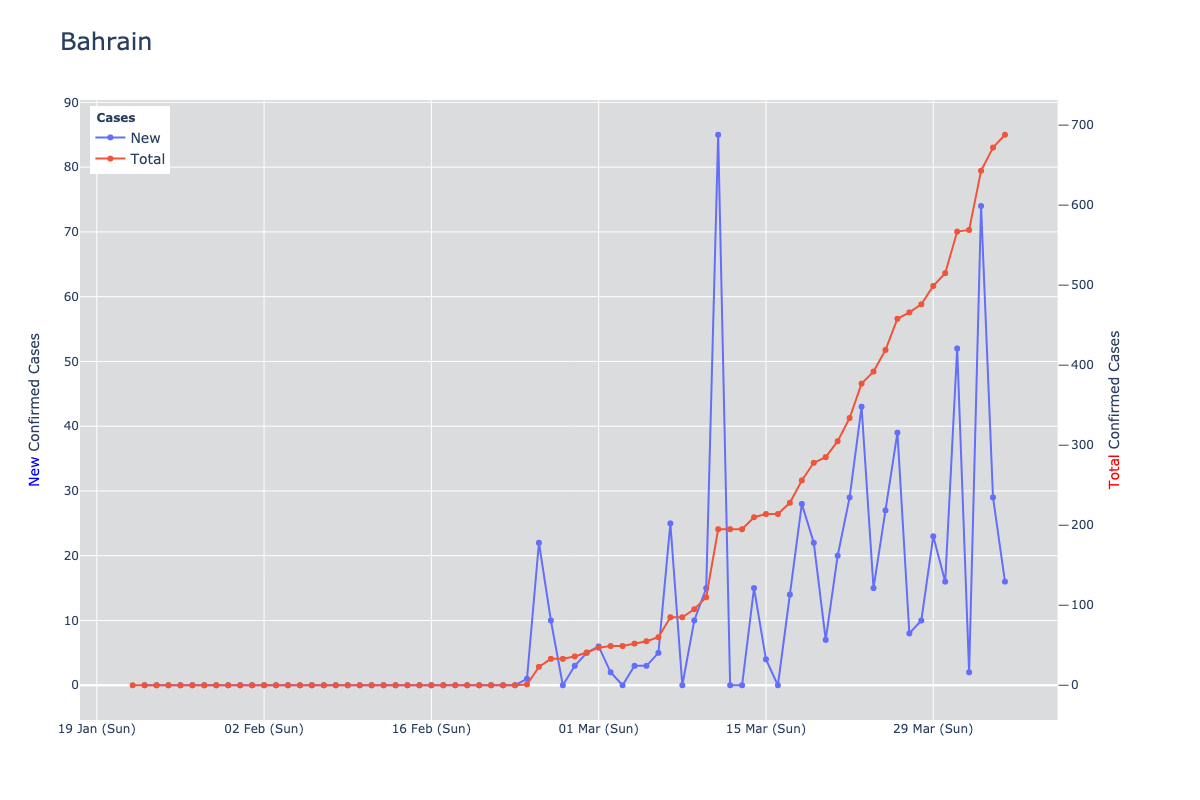 Bahrain
Cases
New
Total
90
80
70
60
50
40
30
20
10
0
700
600
500
400
300
200
100
0
New Confirmed Cases
Total Confirmed Cases
19 Jan (Sun)
02 Feb (Sun)
16 Feb (Sun)
01 Mar (Sun)
15 Mar (Sun)
29 Mar (Sun)